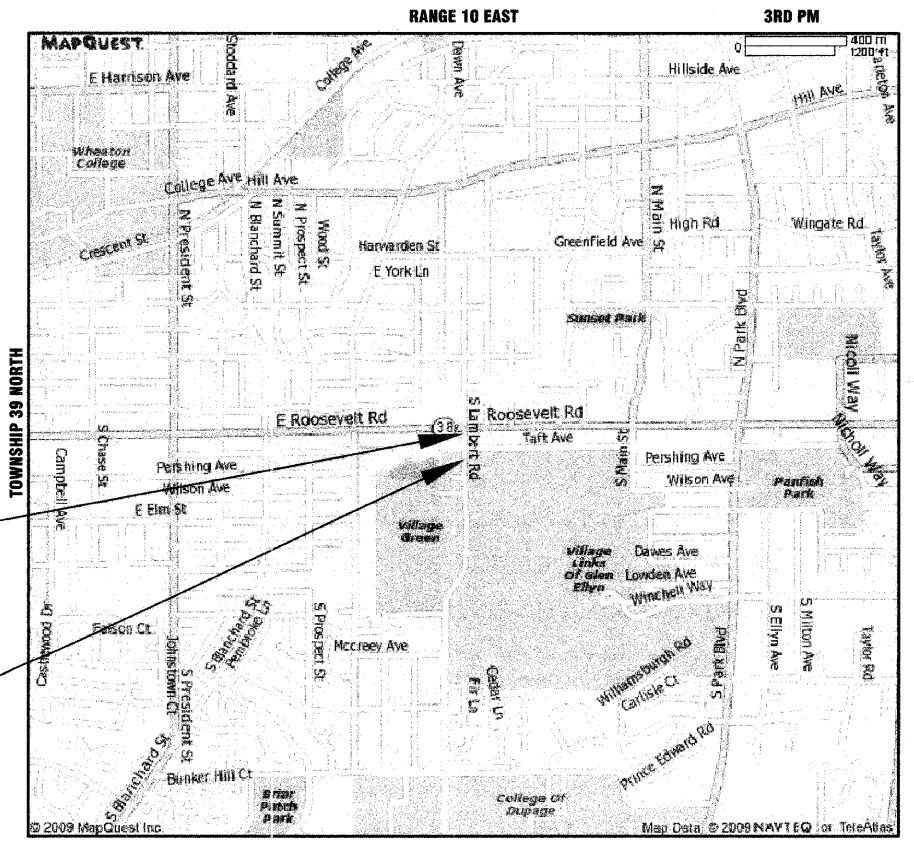 RANGE 10 EAST
3RD PM
TOWNSHIP 39 NORTH
MAPQUEST
0
400 m
1200 ft
E Harrison Ave
Stoddard Ave
College Ave
Dawn Ave
Hillside Ave
Hill Ave
Wheaton
College
College Ave
Hill Ave
Crescent St
N President St
N Blanchard St
N Summit St
N Prospect St
Wood St
Harwarden St
E York Ln
Greenfield Ave
N Main St
High Rd
Wingate Rd
Taylor Ave
Sunset Park
N Park Blvd
Nicoll Way
Nicholl Way
E Roosevelt Rd
38
Roosevelt Rd
S Lambert Rd
Taft Ave
S Main St
Pershing Ave
Wilson Ave
Panfish
Park
Campbell Ave
S Chase St
Pershing Ave
Wilson Ave
E Elm St
Village
Green
Village
Links
Of Glen
Ellyn
Dawes Ave
Lowden Ave
Winchell Way
S Ellyn Ave
S Milton Ave
Taylor Rd
Casewood Dr
Farson Ct
Johnstown Ct
S President St
S Blanchard St
Pembroke Ln
S Prospect St
Mccreey Ave
Fir Ln
Cedar Ln
Williamsburgh Rd
Carlisle Ct
S Park Blvd
Prince Edward Rd
S Blanchard St
Bunker Hill Ct
Briar
Patch
Park
College Of
Dupage
© 2009 MapQuest Inc.
Map Data © 2009 NAVTEQ or TeleAtlas